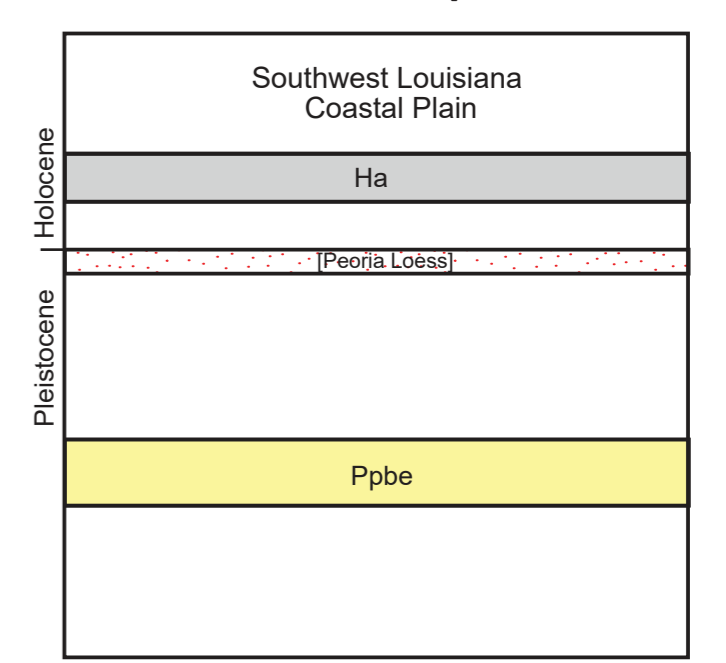 Southwest Louisiana
Coastal Plain
Holocene
Ha
[Peoria Loess]
Pleistocene
Ppbe